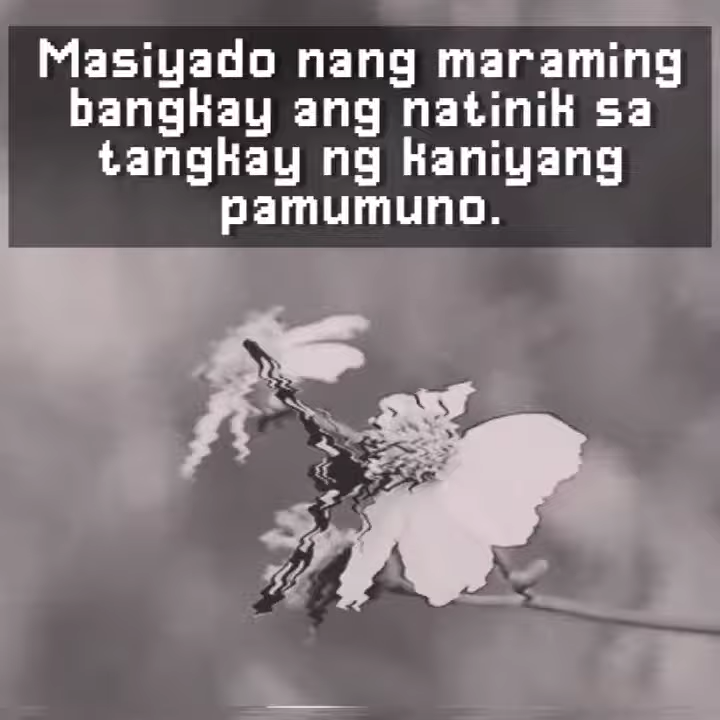 Masiyado nang maraming
bangkay ang natinik sa
tangkay ng kaniyang
pamumuno.